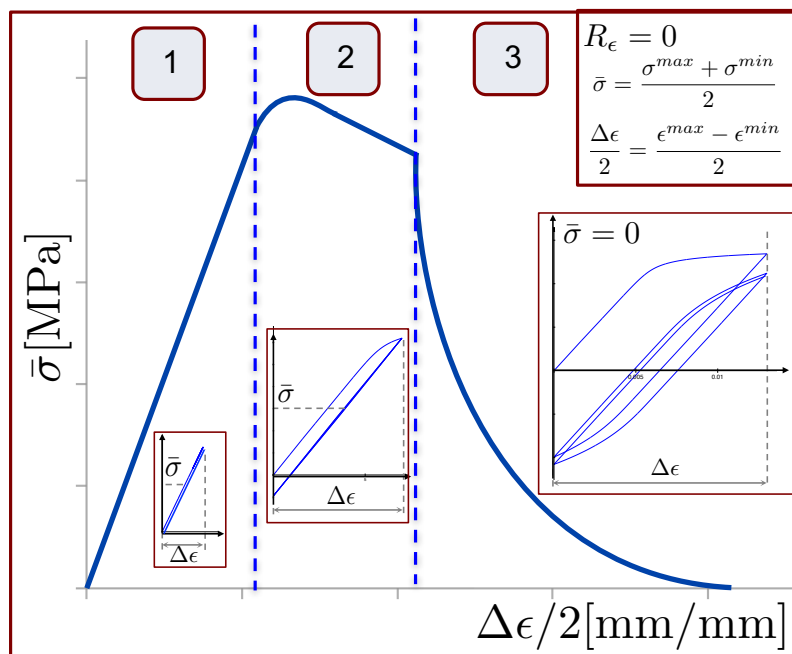 1
2
3
R_ϵ = 0
σ̄ = (σ^{max} + σ^{min})/2
Δϵ/2 = (ϵ^{max} − ϵ^{min})/2
σ̄ = 0
0.005
0.01
Δϵ
σ̄
Δϵ
σ̄
Δϵ
σ̄[MPa]
Δϵ/2[mm/mm]